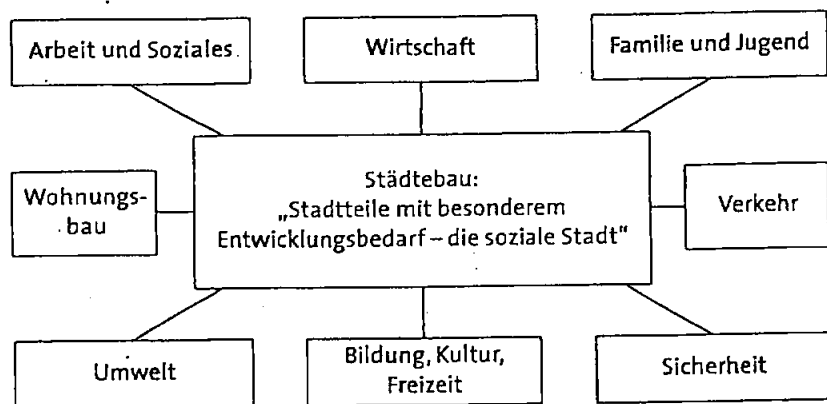 Arbeit und Soziales
Wirtschaft
Familie und Jugend
Wohnungs-
bau
Städtebau:
„Stadtteile mit besonderem
Entwicklungsbedarf – die soziale Stadt“
Verkehr
Umwelt
Bildung, Kultur,
Freizeit
Sicherheit